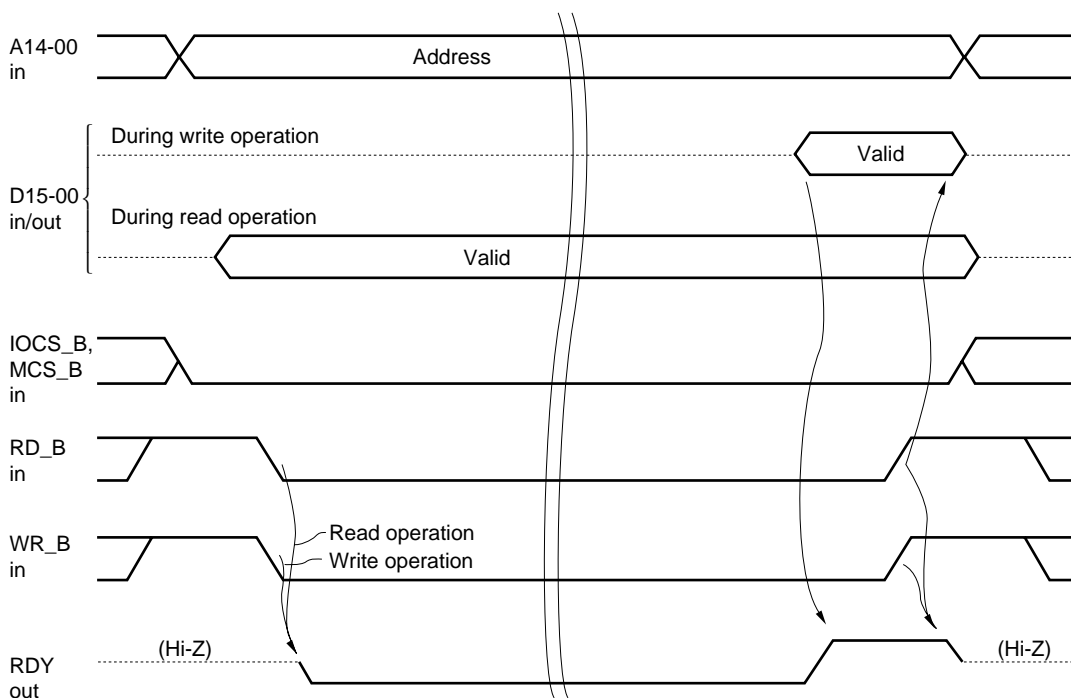 A14-00
in
Address
During write operation
Valid
D15-00
in/out
During read operation
Valid
IOCS_B,
MCS_B
in
RD_B
in
Read operation
WR_B
in
Write operation
(Hi-Z)
(Hi-Z)
RDY
out